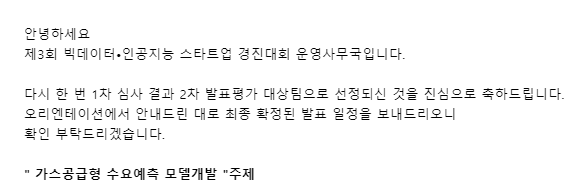 안녕하세요
제3회 빅데이터•인공지능 스타트업 경진대회 운영사무국입니다.
다시 한 번 1차 심사 결과 2차 발표평가 대상팀으로 선정되신 것을 진심으로 축하드립니다.
오리엔테이션에서 안내드린 대로 최종 확정된 발표 일정을 보내드리오니
확인 부탁드리겠습니다.
" 가스공급형 수요예측 모델개발 "주제